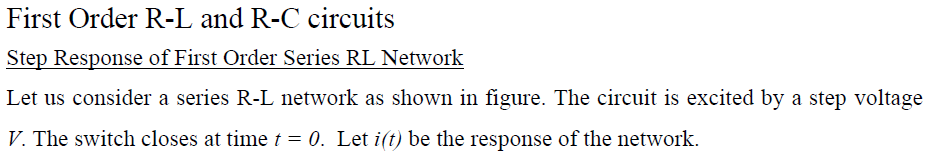 First Order R-L and R-C circuits
Step Response of First Order Series RL Network
Let us consider a series R-L network as shown in figure. The circuit is excited by a step voltage
V. The switch closes at time t = 0. Let i(t) be the response of the network.